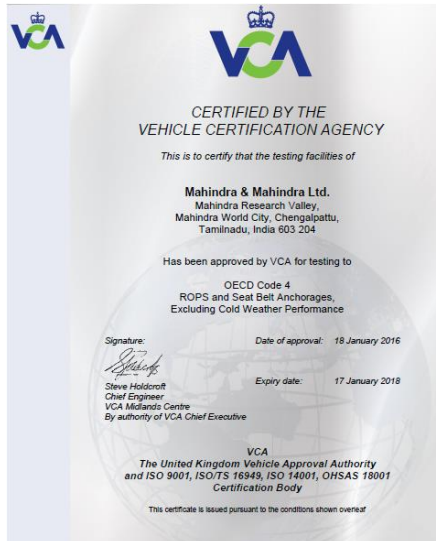 VCA
VCA
CERTIFIED BY THE
VEHICLE CERTIFICATION AGENCY
This is to certify that the testing facilities of
Mahindra & Mahindra Ltd.
Mahindra Research Valley,
Mahindra World City, Chengalpattu,
Tamilnadu, India 603 204
Has been approved by VCA for testing to
OECD Code 4
ROPS and Seat Belt Anchorages,
Excluding Cold Weather Performance
Signature:
Date of approval: 18 January 2016
Steve Holdcroft
Chief Engineer
VCA Midlands Centre
By authority of VCA Chief Executive
Expiry date: 17 January 2018
VCA
The United Kingdom Vehicle Approval Authority
and ISO 9001, ISO/TS 16949, ISO 14001, OHSAS 18001
Certification Body
This certificate is issued pursuant to the conditions shown overleaf